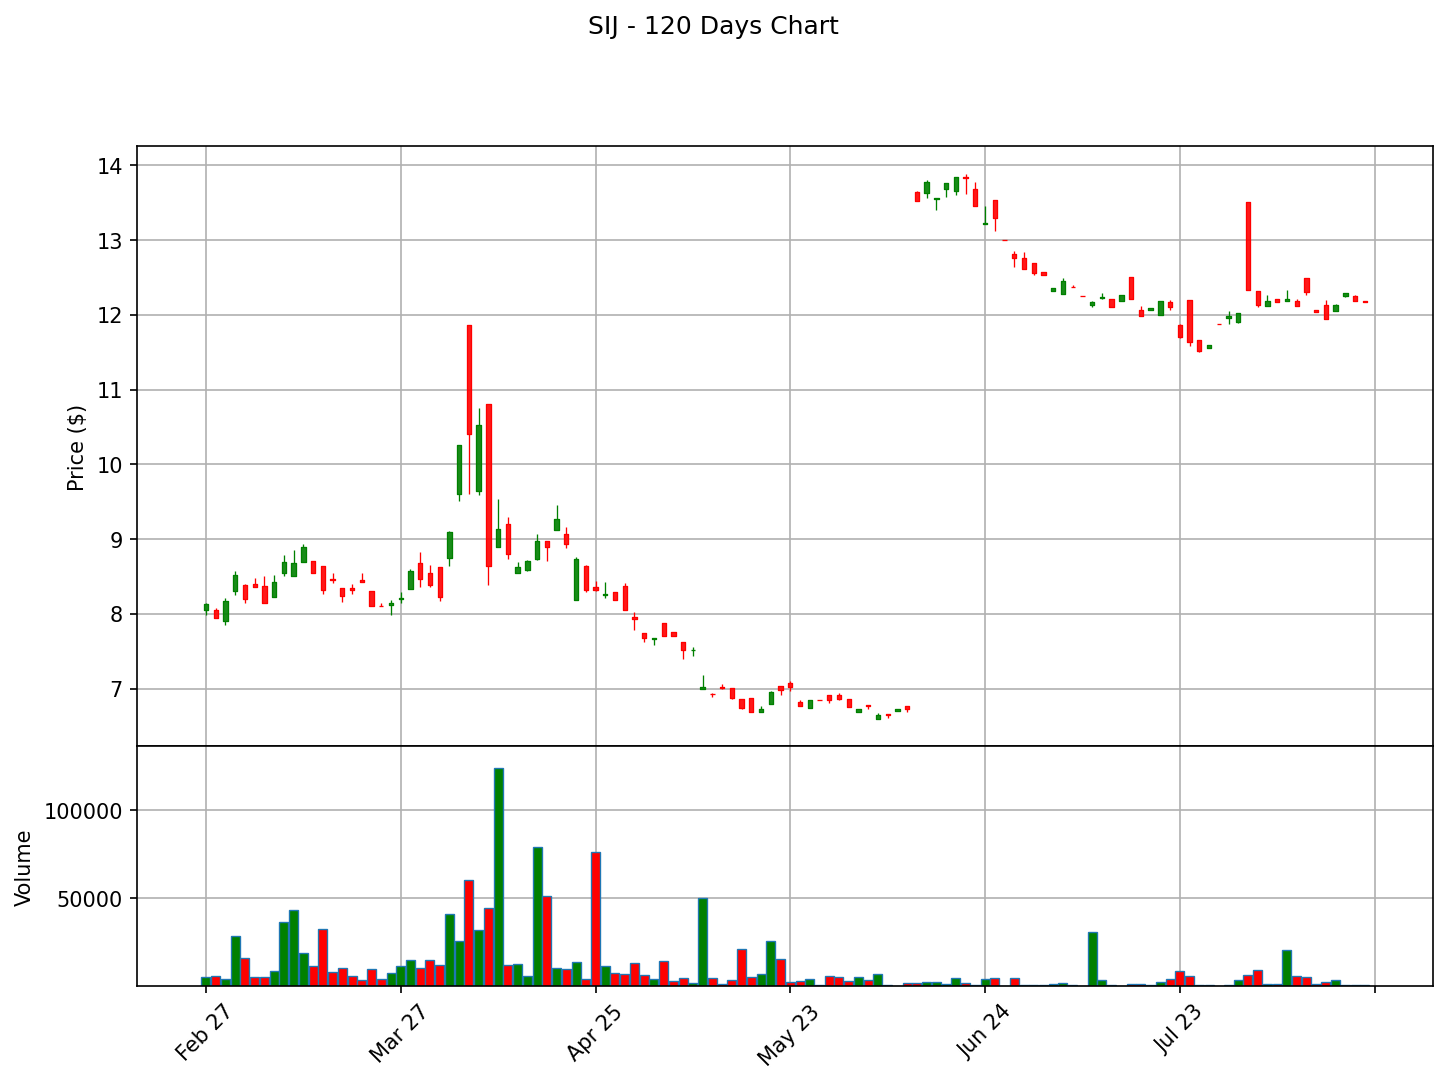 SIJ - 120 Days Chart
14
13
12
11
10
9
8
7
Price ($)
100000
50000
Volume
Feb 27
Mar 27
Apr 25
May 23
Jun 24
Jul 23